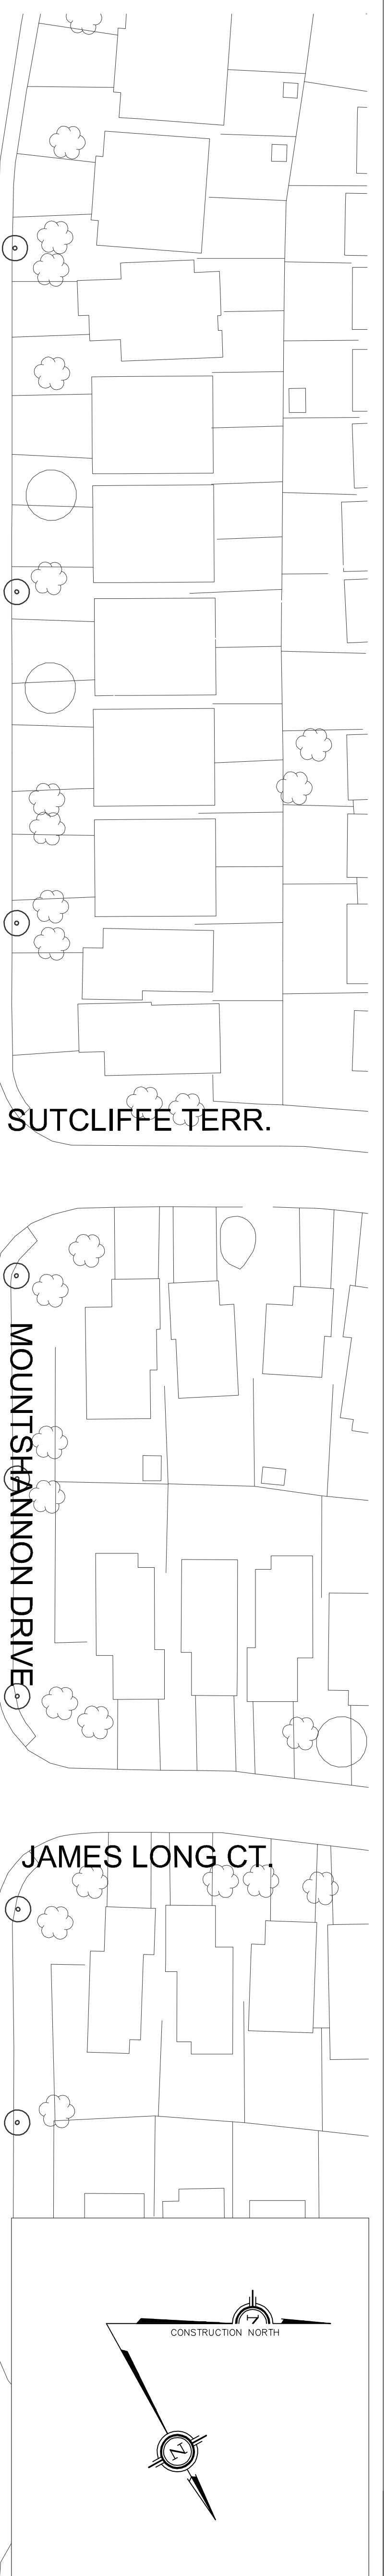 SUTCLIFFE TERR.
MOUNTSHANNON DRIVE
JAMES LONG CT.
Z
CONSTRUCTION NORTH
Z